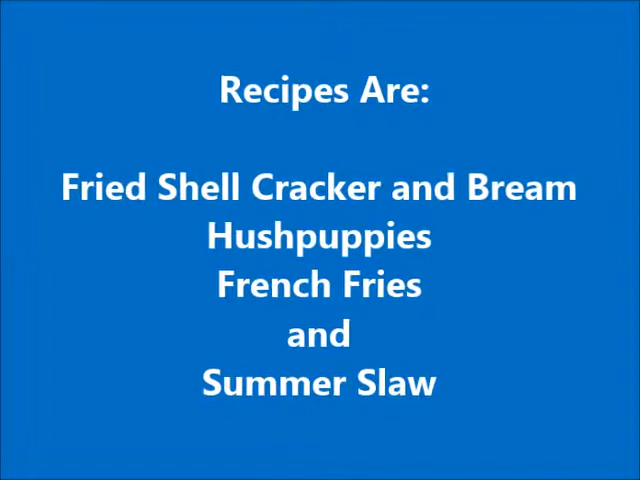 Recipes Are:
Fried Shell Cracker and Bream
Hushpuppies
French Fries
and
Summer Slaw